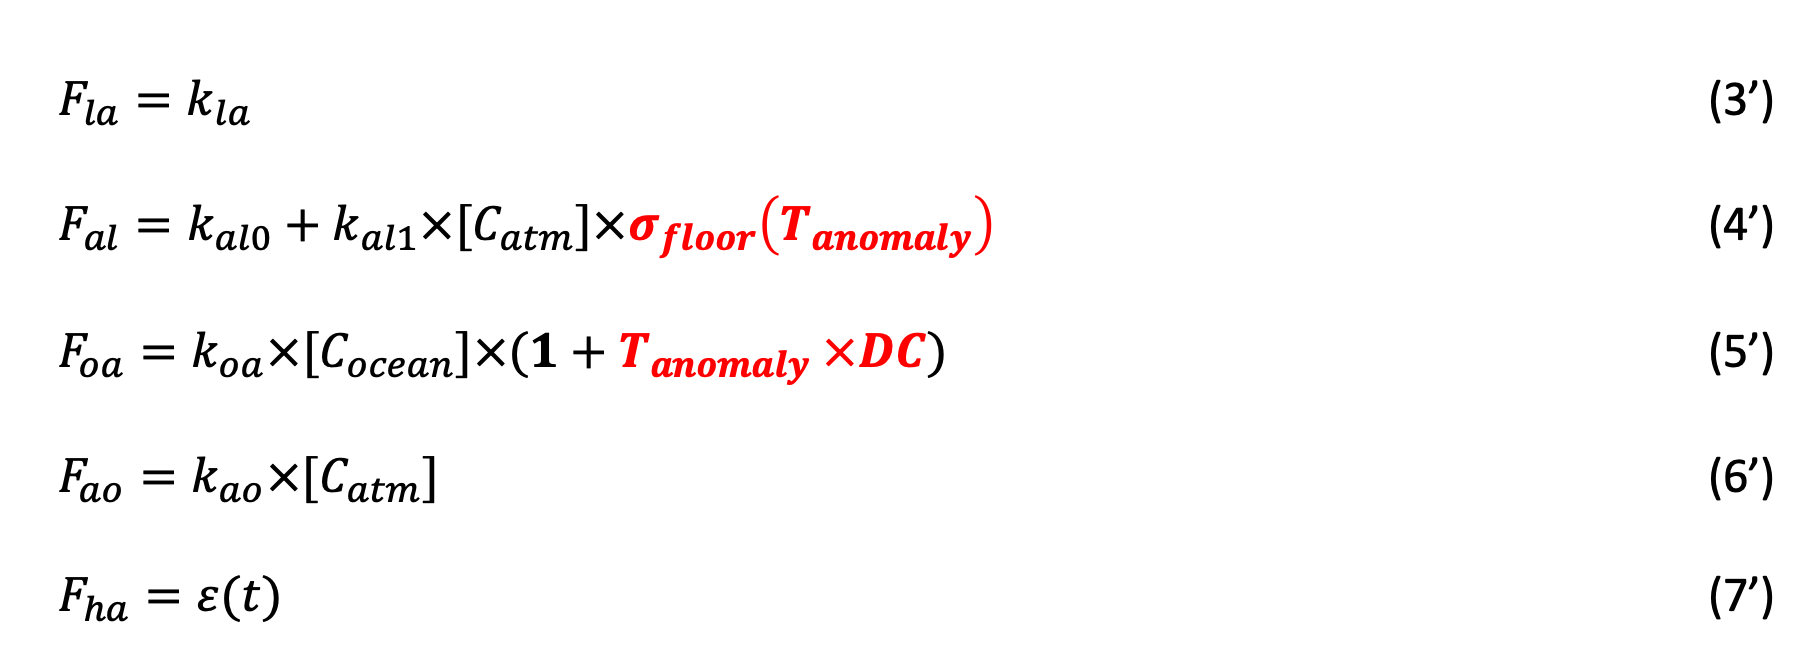 F_la = k_la (3’)
F_al = k_al0 + k_al1×[C_atm]×σ_floor(T_anomaly) (4’)
F_oa = k_oa×[C_ocean]×(1 + T_anomaly ×DC) (5’)
F_ao = k_ao×[C_atm] (6’)
F_ha = ε(t) (7’)